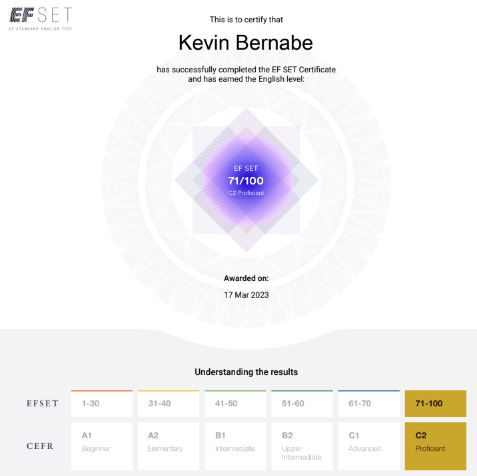 EFSET
EF STANDARD ENGLISH TEST
This is to certify that
Kevin Bernabe
has successfully completed the EF SET Certificate
and has earned the English level:
EF SET
71/100
C2 Proficient
Awarded on:
17 Mar 2023
Understanding the results
EFSET 1-30 31-40 41-50 51-60 61-70 71-100
CEFR A1 A2 B1 B2 C1 C2
Beginner Elementary Intermediate Upper Advanced Proficient
Intermediate